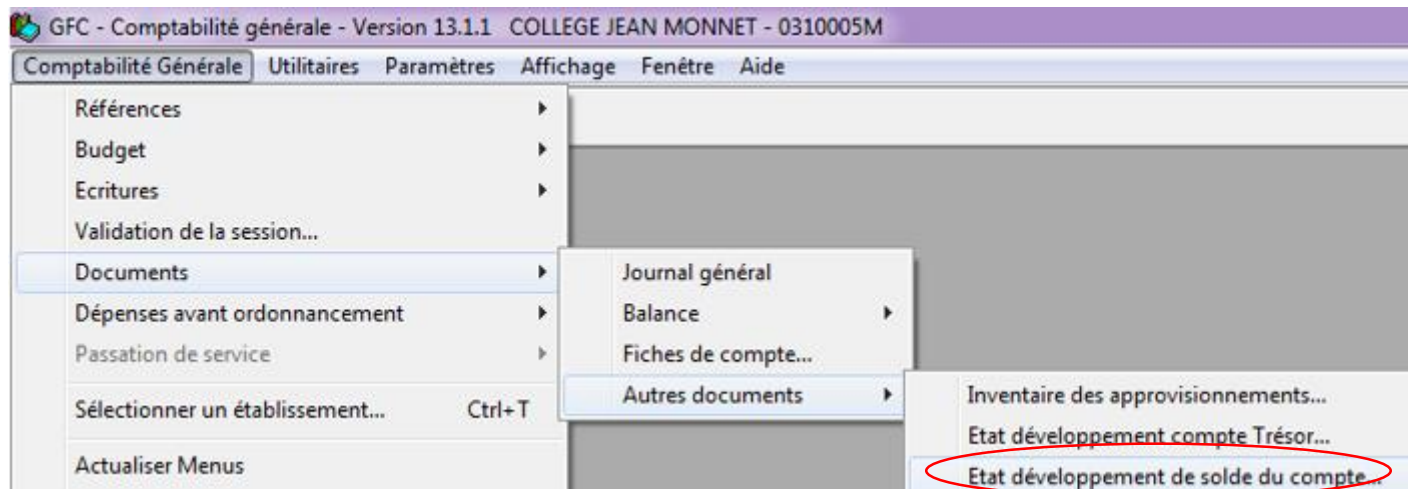 GFC - Comptabilité générale - Version 13.1.1 COLLEGE JEAN MONNET - 0310005M
Comptabilité Générale Utilitaires Paramètres Affichage Fenêtre Aide
Références
Budget
Ecritures
Validation de la session...
Documents
Dépenses avant ordonnancement
Passation de service
Sélectionner un établissement... Ctrl+T
Actualiser Menus
Journal général
Balance
Fiches de compte...
Autres documents
Inventaire des approvisionnements...
Etat développement compte Trésor...
Etat développement de solde du compte...